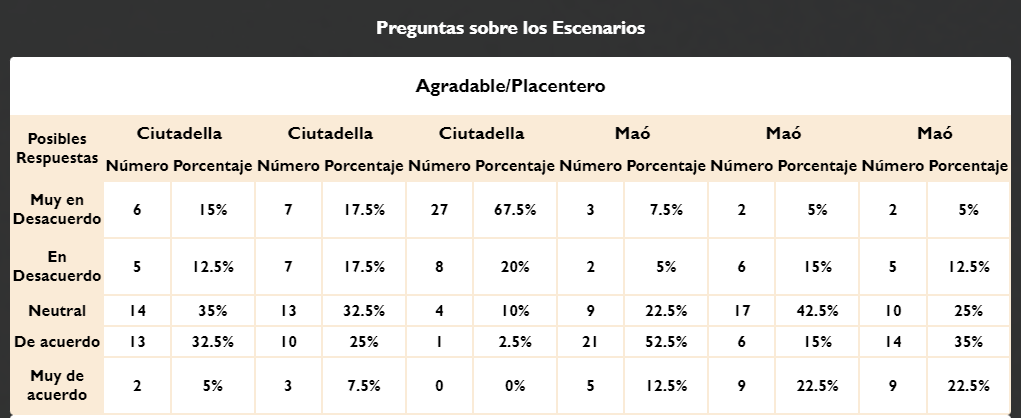 Preguntas sobre los Escenarios
Agradable/Placentero
Posibles Respuestas Ciutadella Ciutadella Ciutadella Maó Maó Maó
Número Porcentaje Número Porcentaje Número Porcentaje Número Porcentaje Número Porcentaje Número Porcentaje
Muy en Desacuerdo 6 15% 7 17.5% 27 67.5% 3 7.5% 2 5% 2 5%
En Desacuerdo 5 12.5% 7 17.5% 8 20% 2 5% 6 15% 5 12.5%
Neutral 14 35% 13 32.5% 4 10% 9 22.5% 17 42.5% 10 25%
De acuerdo 13 32.5% 10 25% 1 2.5% 21 52.5% 6 15% 14 35%
Muy de acuerdo 2 5% 3 7.5% 0 0% 5 12.5% 9 22.5% 9 22.5%